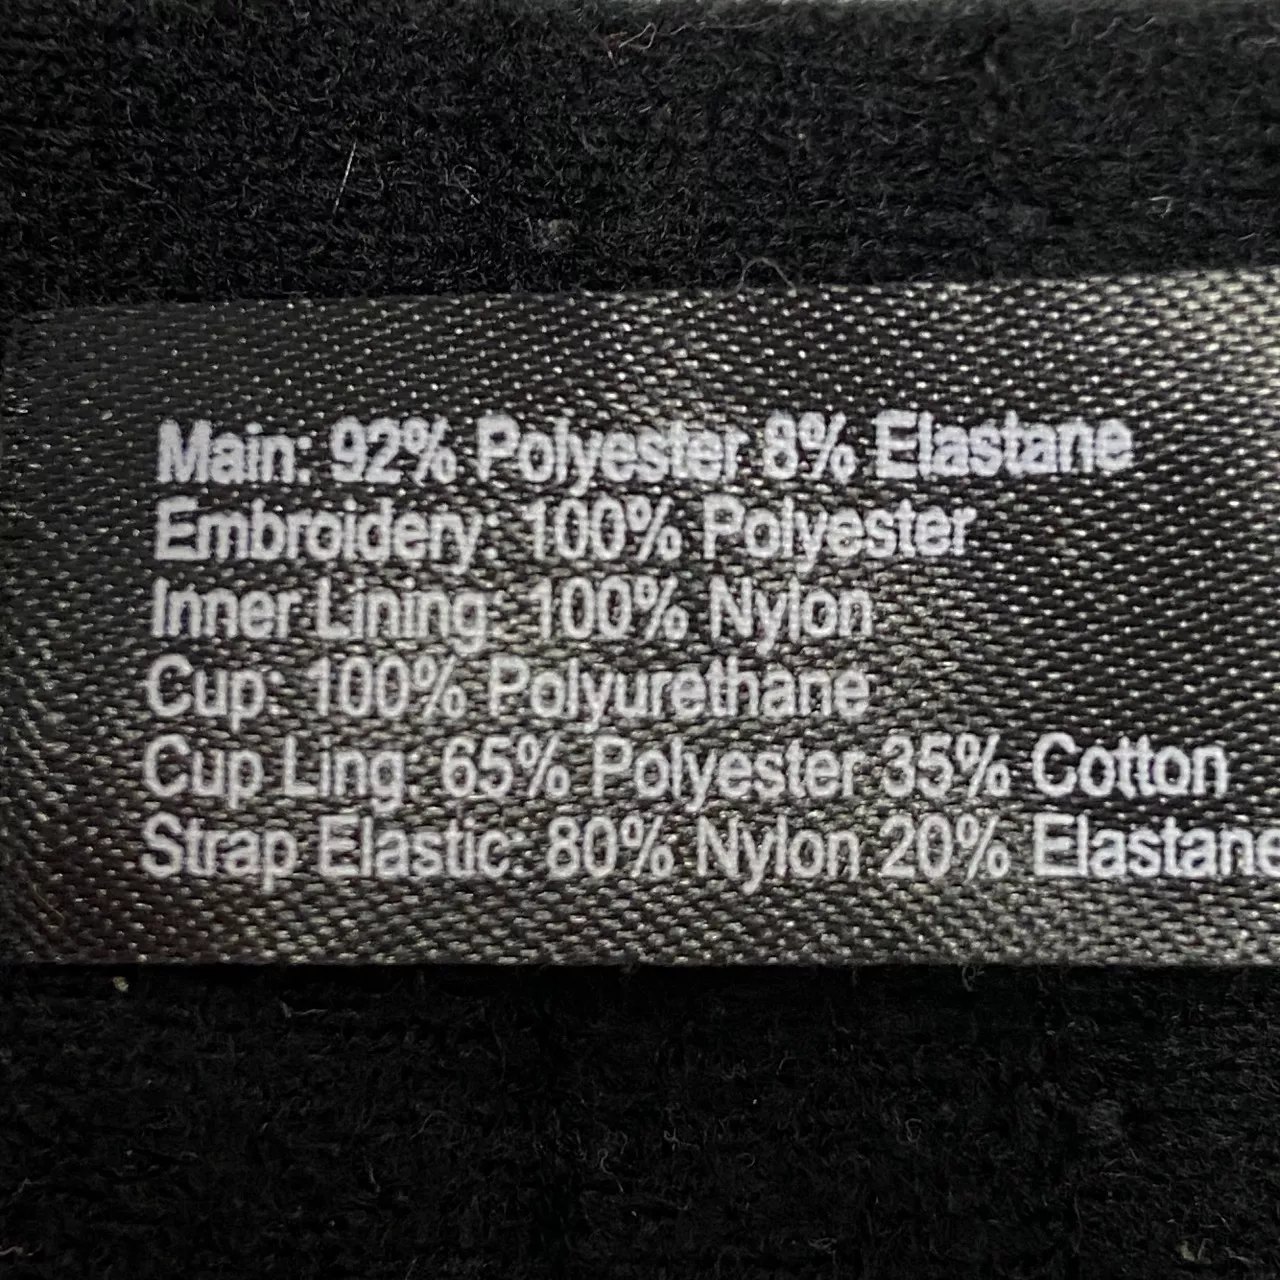 Main: 92% Polyester 8% Elastane
Embroidery: 100% Polyester
Inner Lining: 100% Nylon
Cup: 100% Polyurethane
Cup Ling: 65% Polyester 35% Cotton
Strap Elastic: 80% Nylon 20% Elastane